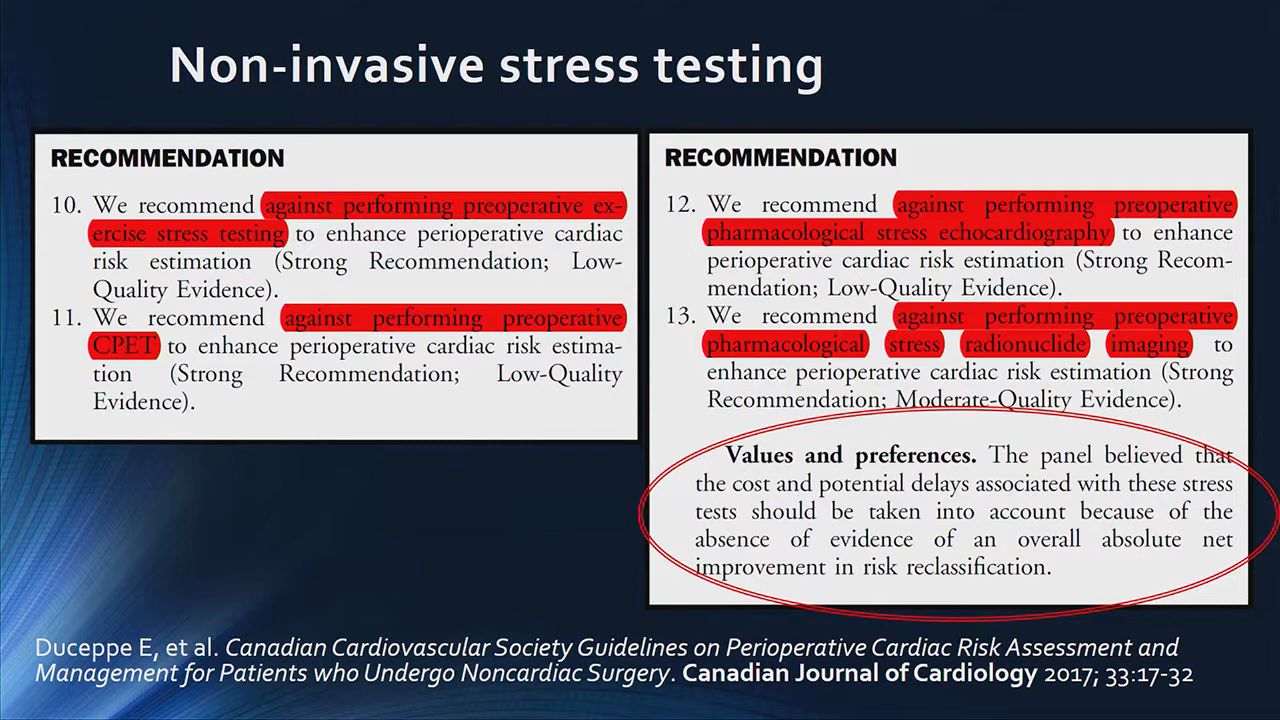 Non-invasive stress testing
RECOMMENDATION
10. We recommend against performing preoperative ex-
ercise stress testing to enhance perioperative cardiac
risk estimation (Strong Recommendation; Low-
Quality Evidence).
11. We recommend against performing preoperative
CPET to enhance perioperative cardiac risk estima-
tion (Strong Recommendation; Low-Quality
Evidence).
RECOMMENDATION
12. We recommend against performing preoperative
pharmacological stress echocardiography to enhance
perioperative cardiac risk estimation (Strong Recom-
mendation; Low-Quality Evidence).
13. We recommend against performing preoperative
pharmacological stress radionuclide imaging to
enhance perioperative cardiac risk estimation (Strong
Recommendation; Moderate-Quality Evidence).
Values and preferences. The panel believed that
the cost and potential delays associated with these stress
tests should be taken into account because of the
absence of evidence of an overall absolute net
improvement in risk reclassification.
Duceppe E, et al. Canadian Cardiovascular Society Guidelines on Perioperative Cardiac Risk Assessment and
Management for Patients who Undergo Noncardiac Surgery. Canadian Journal of Cardiology 2017; 33:17-32